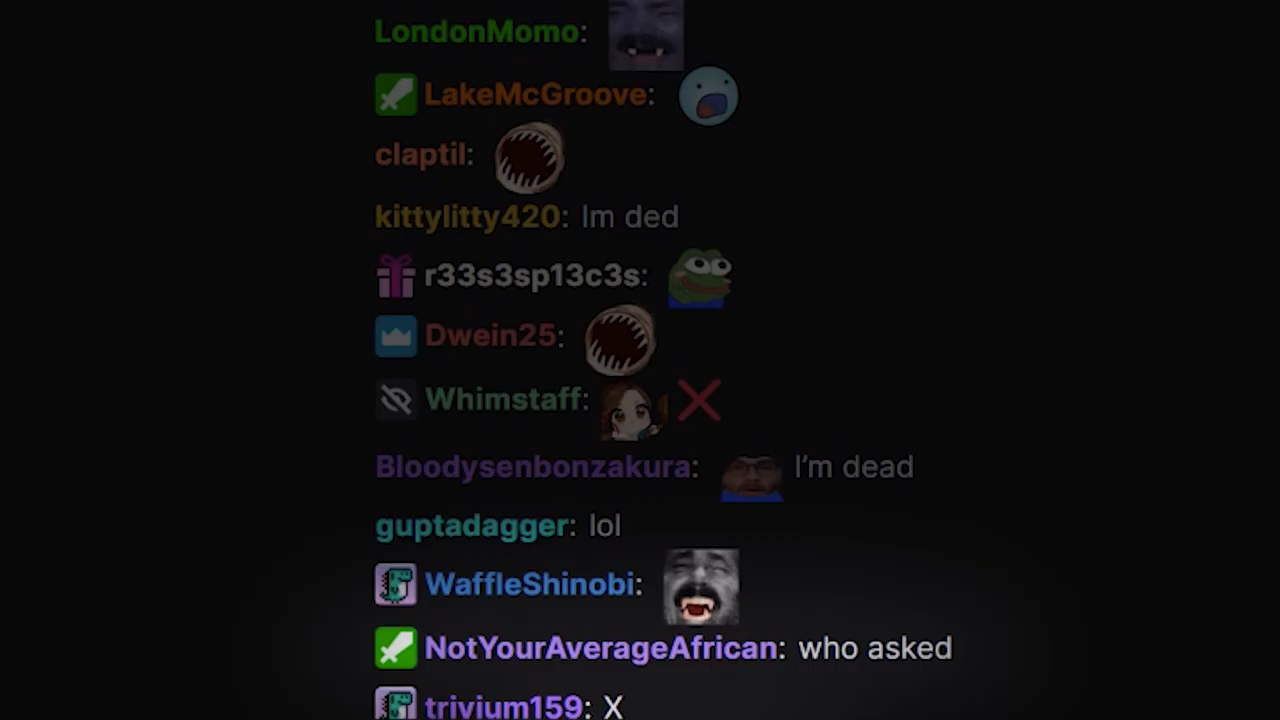 LondonMomo:
LakeMcGroove:
claptil:
kittylitty420: Im ded
r33s3sp13c3s:
Dwein25:
Whimstaff:
Bloodysenbonzakura: I'm dead
guptadagger: lol
WaffleShinobi:
NotYourAverageAfrican: who asked
trivium159: X